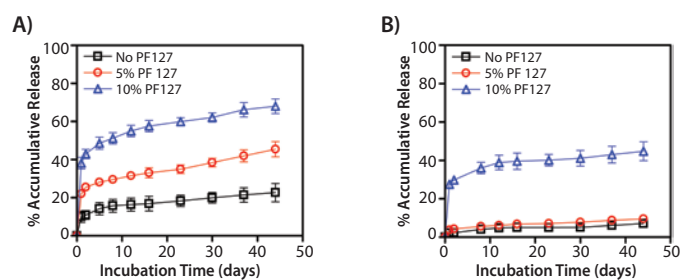 A)
% Accumulative Release
100
80
60
40
20
0
No PF127
5% PF 127
10% PF127
0 10 20 30 40 50
Incubation Time (days)
B)
% Accumulative Release
100
80
60
40
20
0
No PF127
5% PF 127
10% PF127
0 10 20 30 40 50
Incubation Time (days)